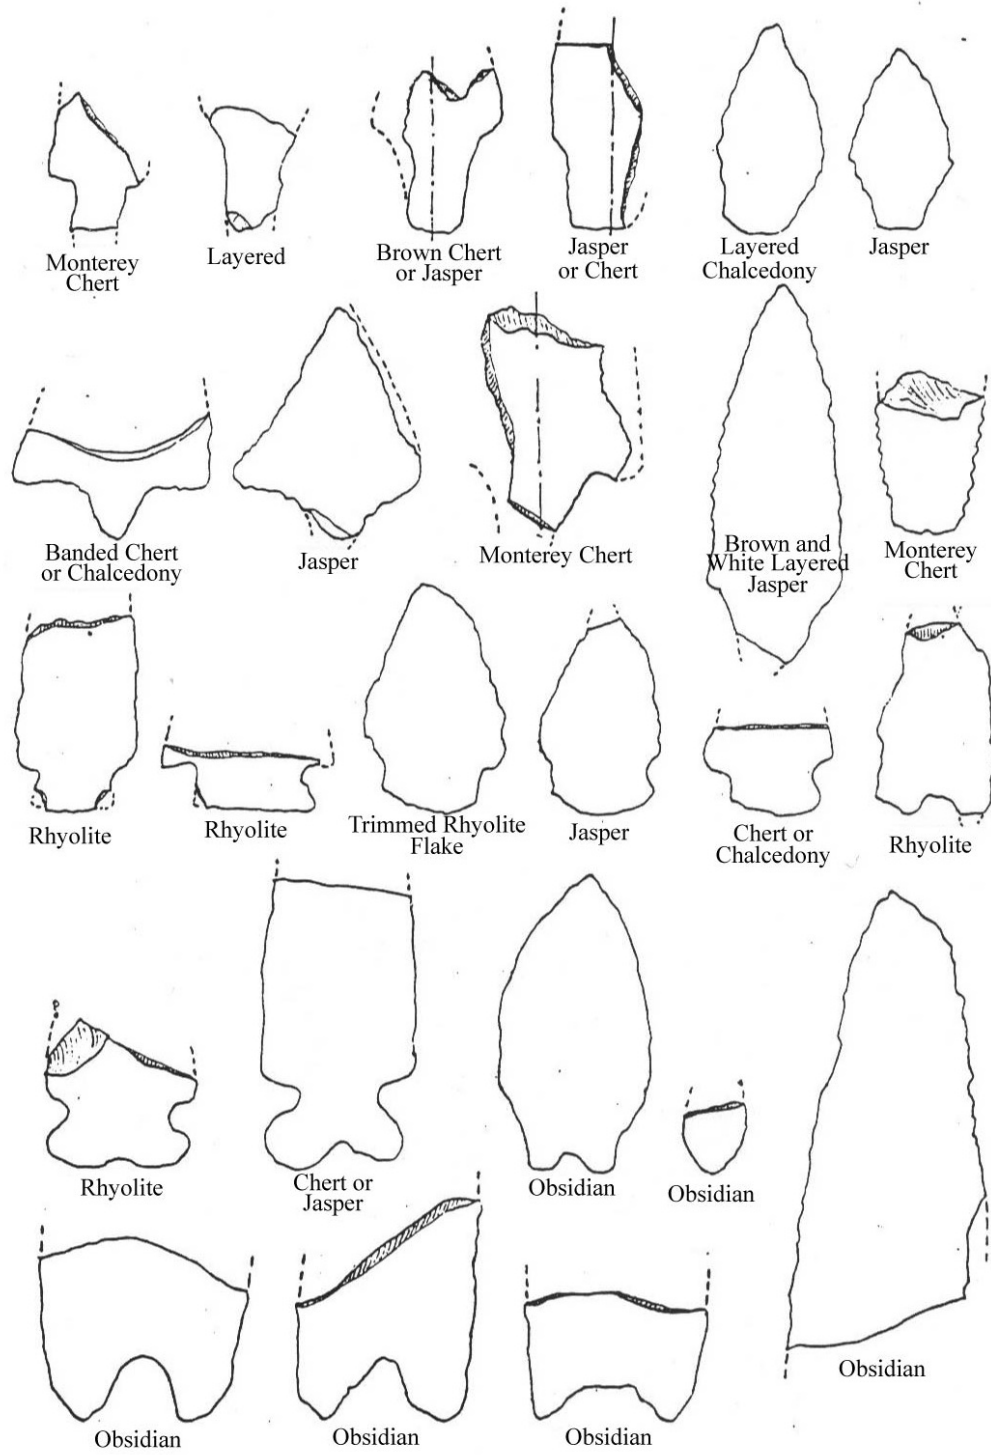 Monterey
Chert
Layered
Brown Chert
or Jasper
Jasper
or Chert
Layered
Chalcedony
Jasper
Banded Chert
or Chalcedony
Jasper
Monterey Chert
Brown and
White Layered
Jasper
Monterey
Chert
Rhyolite
Rhyolite
Trimmed Rhyolite
Flake
Jasper
Chert or
Chalcedony
Rhyolite
Rhyolite
Chert or
Jasper
Obsidian
Obsidian
Obsidian
Obsidian
Obsidian
Obsidian